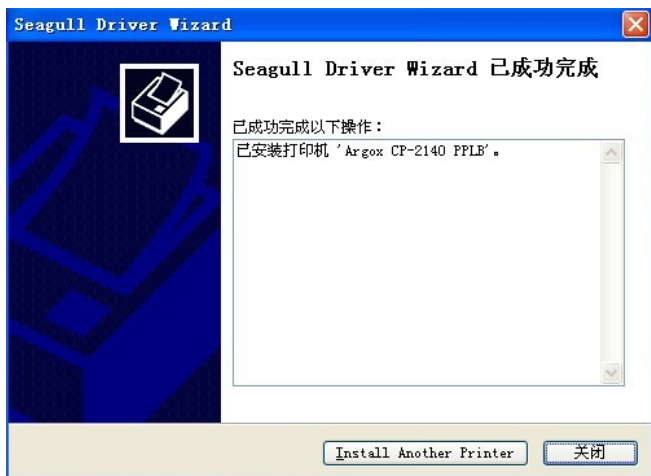 Seagull Driver Wizard
Seagull Driver Wizard 已成功完成
已成功完成以下操作：
已安装打印机 'Argox CP-2140 PPLB'。
Install Another Printer
关闭